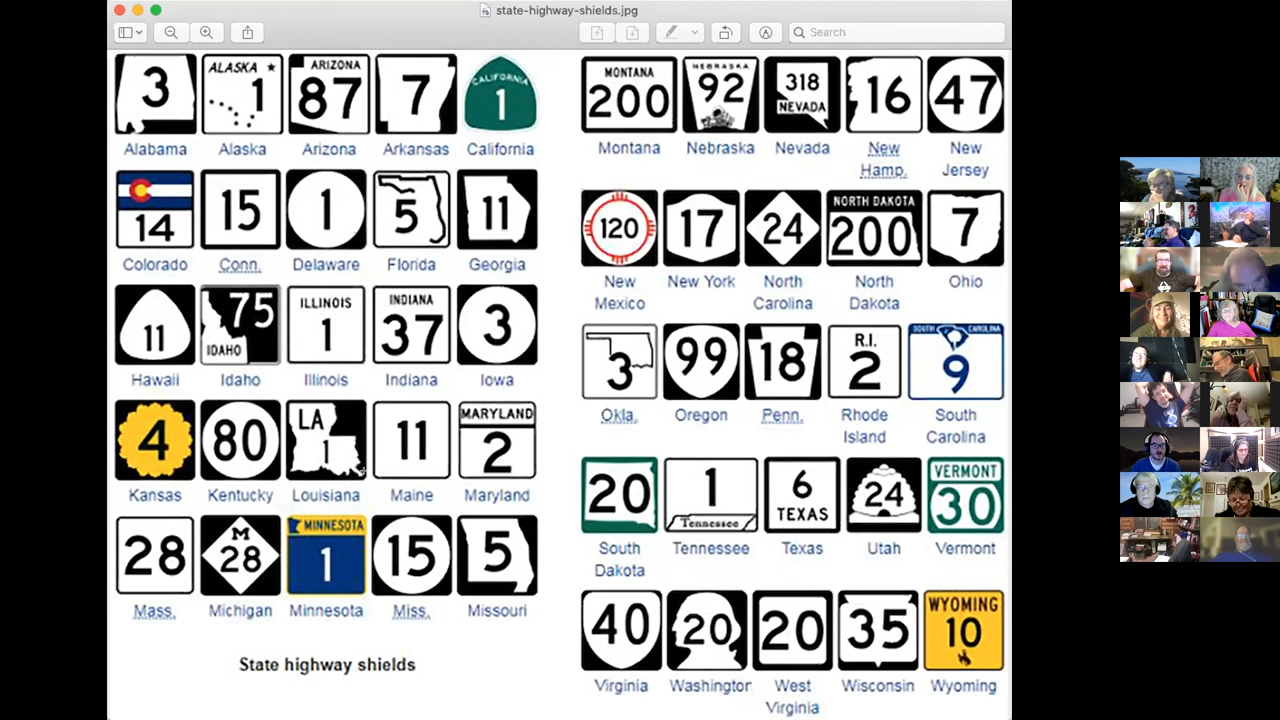 state-highway-shields.jpg
Search
3
ALASKA
1
ARIZONA
87
7
CALIFORNIA
1
Alabama
Alaska
Arizona
Arkansas
California
14
15
1
5
11
Colorado
Conn.
Delaware
Florida
Georgia
11
75
IDAHO
ILLINOIS
1
INDIANA
37
3
Hawaii
Idaho
Illinois
Indiana
Iowa
4
80
LA
1
11
MARYLAND
2
Kansas
Kentucky
Louisiana
Maine
Maryland
28
M
28
MINNESOTA
1
15
5
Mass.
Michigan
Minnesota
Miss.
Missouri
State highway shields
MONTANA
200
NEBRASKA
92
318
NEVADA
16
47
Montana
Nebraska
Nevada
New
Hamp.
New
Jersey
120
17
24
NORTH DAKOTA
200
7
New
Mexico
New York
North
Carolina
North
Dakota
Ohio
3
99
18
R.I.
2
SOUTH CAROLINA
9
Okla.
Oregon
Penn.
Rhode
Island
South
Carolina
20
1
Tennessee
6
TEXAS
24
VERMONT
30
South
Dakota
Tennessee
Texas
Utah
Vermont
40
20
20
35
WYOMING
10
Virginia
Washington
West
Virginia
Wisconsin
Wyoming